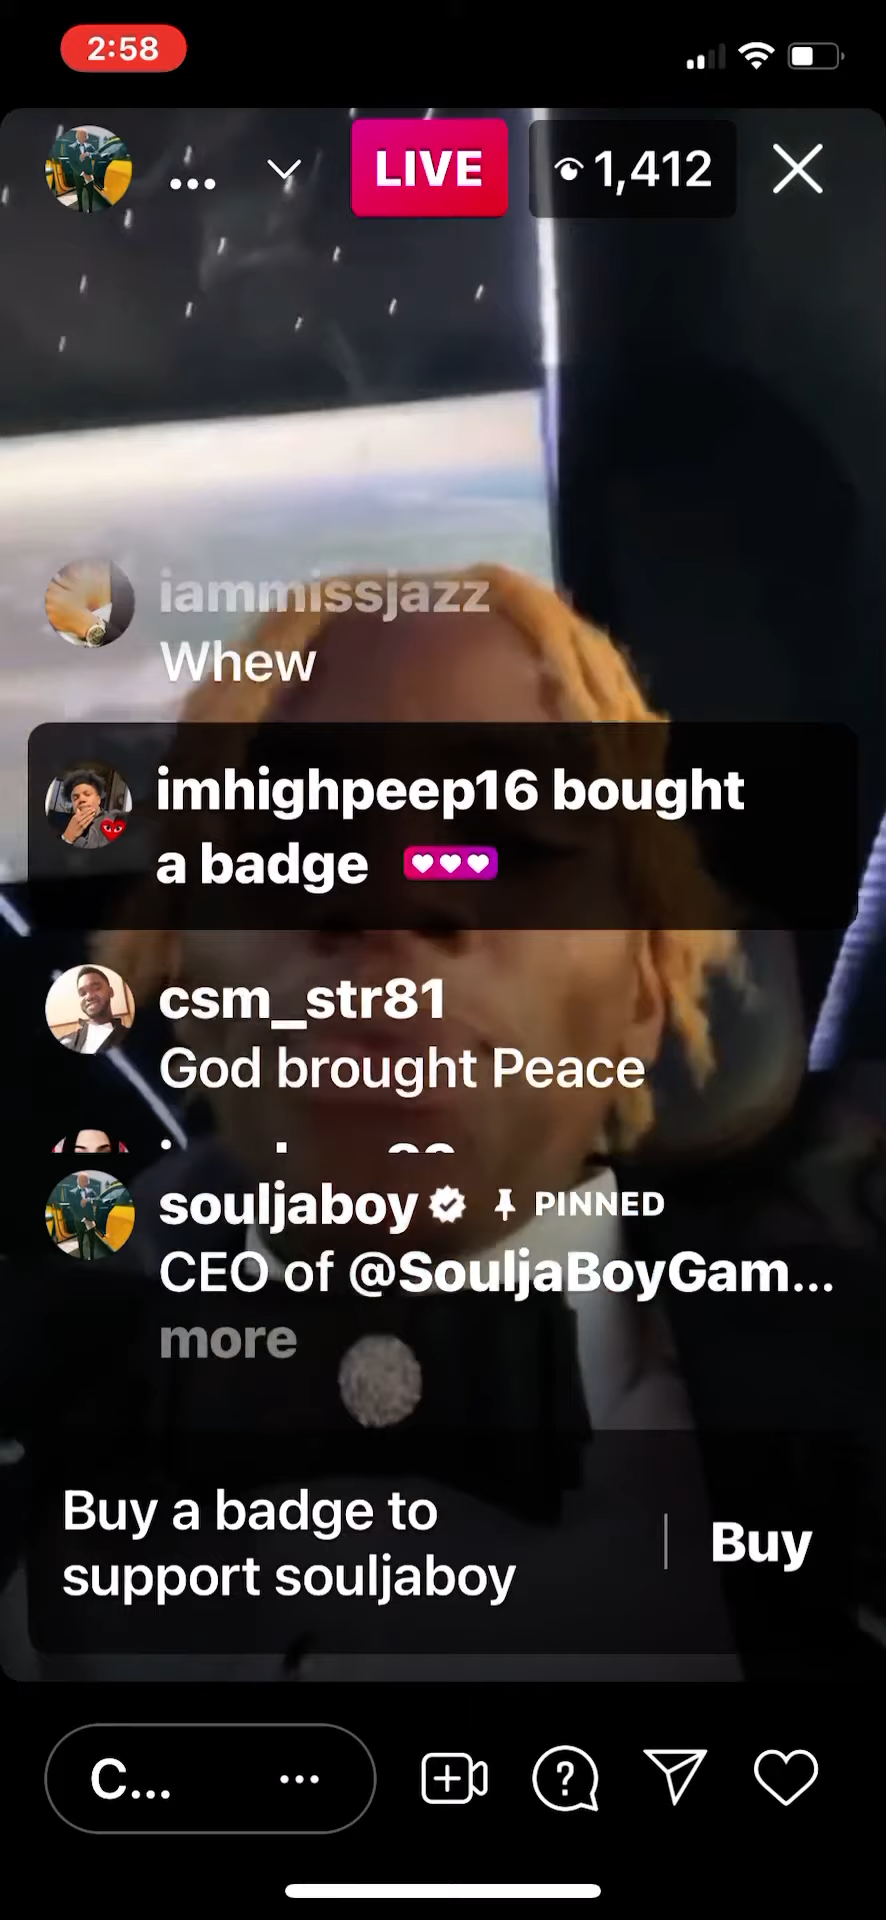 2:58
...
LIVE
1,412
iammissjazz
Whew
imhighpeep16 bought
a badge
csm_str81
God brought Peace
souljaboy PINNED
CEO of @SouljaBoyGam...
more
Buy a badge to
support souljaboy
Buy
C...